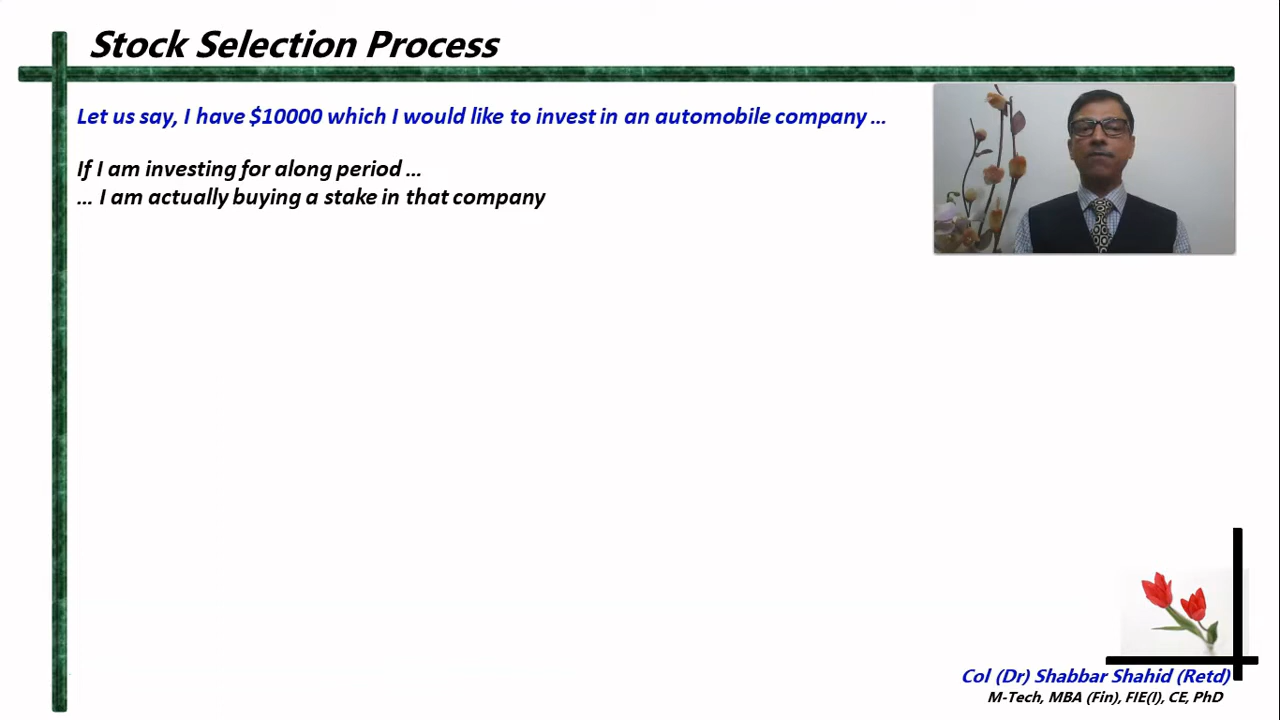 Stock Selection Process
Let us say, I have $10000 which I would like to invest in an automobile company ...
If I am investing for along period ...
... I am actually buying a stake in that company
Col (Dr) Shabbar Shahid (Retd)
M-Tech, MBA (Fin), FIE(I), CE, PhD